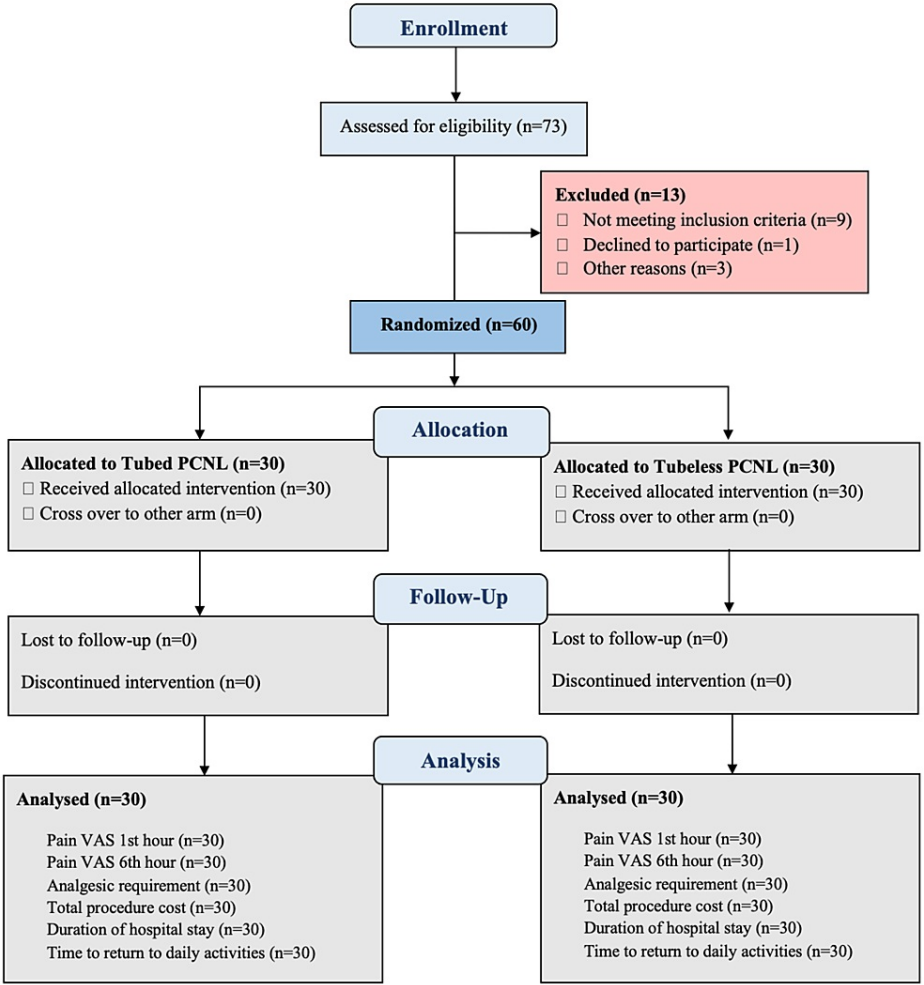 Enrollment
Assessed for eligibility (n=73)
Excluded (n=13)
Not meeting inclusion criteria (n=9)
Declined to participate (n=1)
Other reasons (n=3)
Randomized (n=60)
Allocation
Allocated to Tubed PCNL (n=30)
Received allocated intervention (n=30)
Cross over to other arm (n=0)
Allocated to Tubeless PCNL (n=30)
Received allocated intervention (n=30)
Cross over to other arm (n=0)
Follow-Up
Lost to follow-up (n=0)
Discontinued intervention (n=0)
Lost to follow-up (n=0)
Discontinued intervention (n=0)
Analysis
Analysed (n=30)
Pain VAS 1st hour (n=30)
Pain VAS 6th hour (n=30)
Analgesic requirement (n=30)
Total procedure cost (n=30)
Duration of hospital stay (n=30)
Time to return to daily activities (n=30)
Analysed (n=30)
Pain VAS 1st hour (n=30)
Pain VAS 6th hour (n=30)
Analgesic requirement (n=30)
Total procedure cost (n=30)
Duration of hospital stay (n=30)
Time to return to daily activities (n=30)